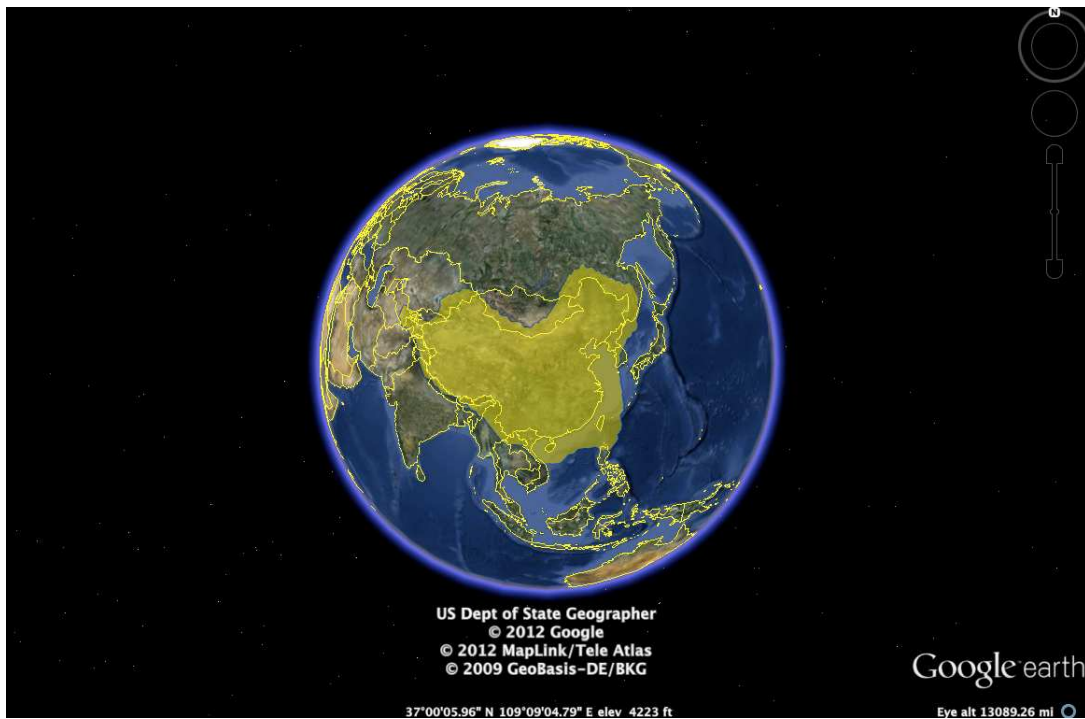 N
US Dept of State Geographer
© 2012 Google
© 2012 MapLink/Tele Atlas
© 2009 GeoBasis-DE/BKG
Google earth
37°00'05.96" N 109°09'04.79" E elev 4223 ft
Eye alt 13089.26 mi